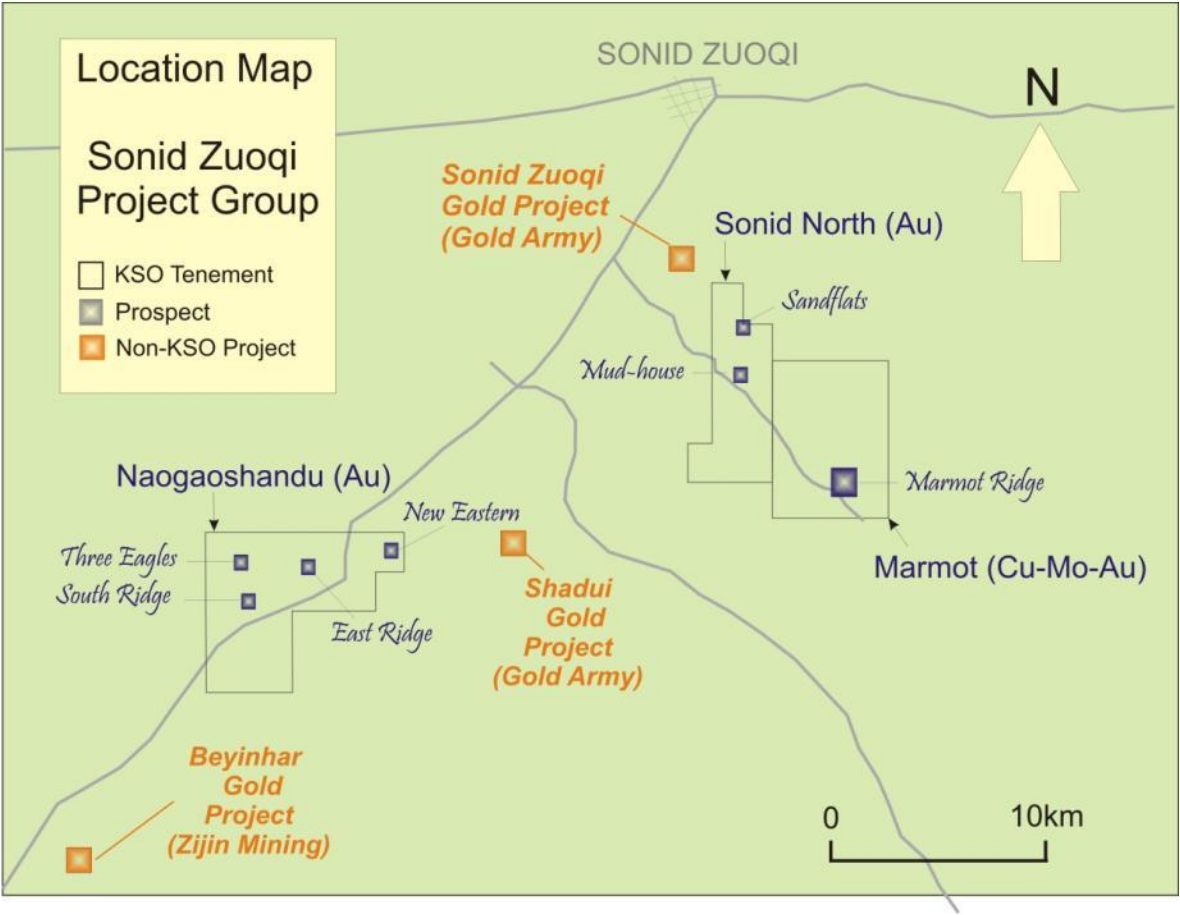 Location Map
Sonid Zuoqi
Project Group
KSO Tenement
Prospect
Non-KSO Project
SONID ZUOQI
N
Sonid Zuoqi
Gold Project
(Gold Army)
Sonid North (Au)
Sandflats
Mud-house
Marmot Ridge
Marmot (Cu-Mo-Au)
Naogaoshandu (Au)
New Eastern
Three Eagles
South Ridge
East Ridge
Shadui
Gold
Project
(Gold Army)
Beyinhar
Gold
Project
(Zijin Mining)
0 10km